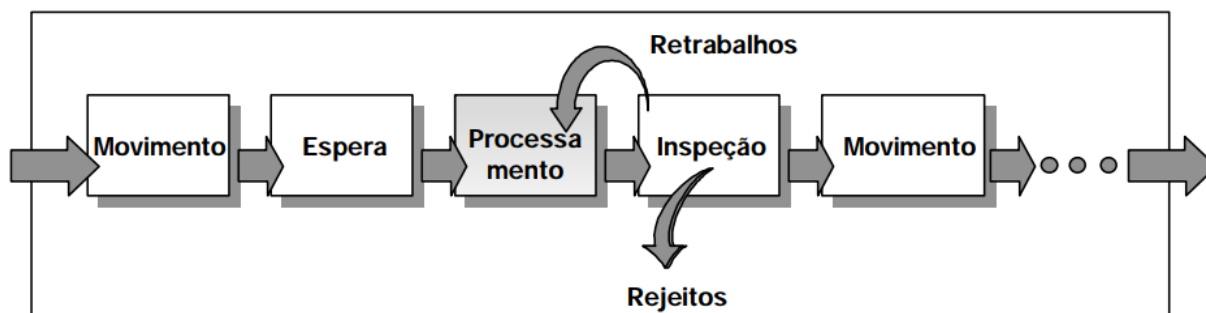 Retrabalhos
Movimento
Espera
Processa
mento
Inspeção
Movimento
Rejeitos